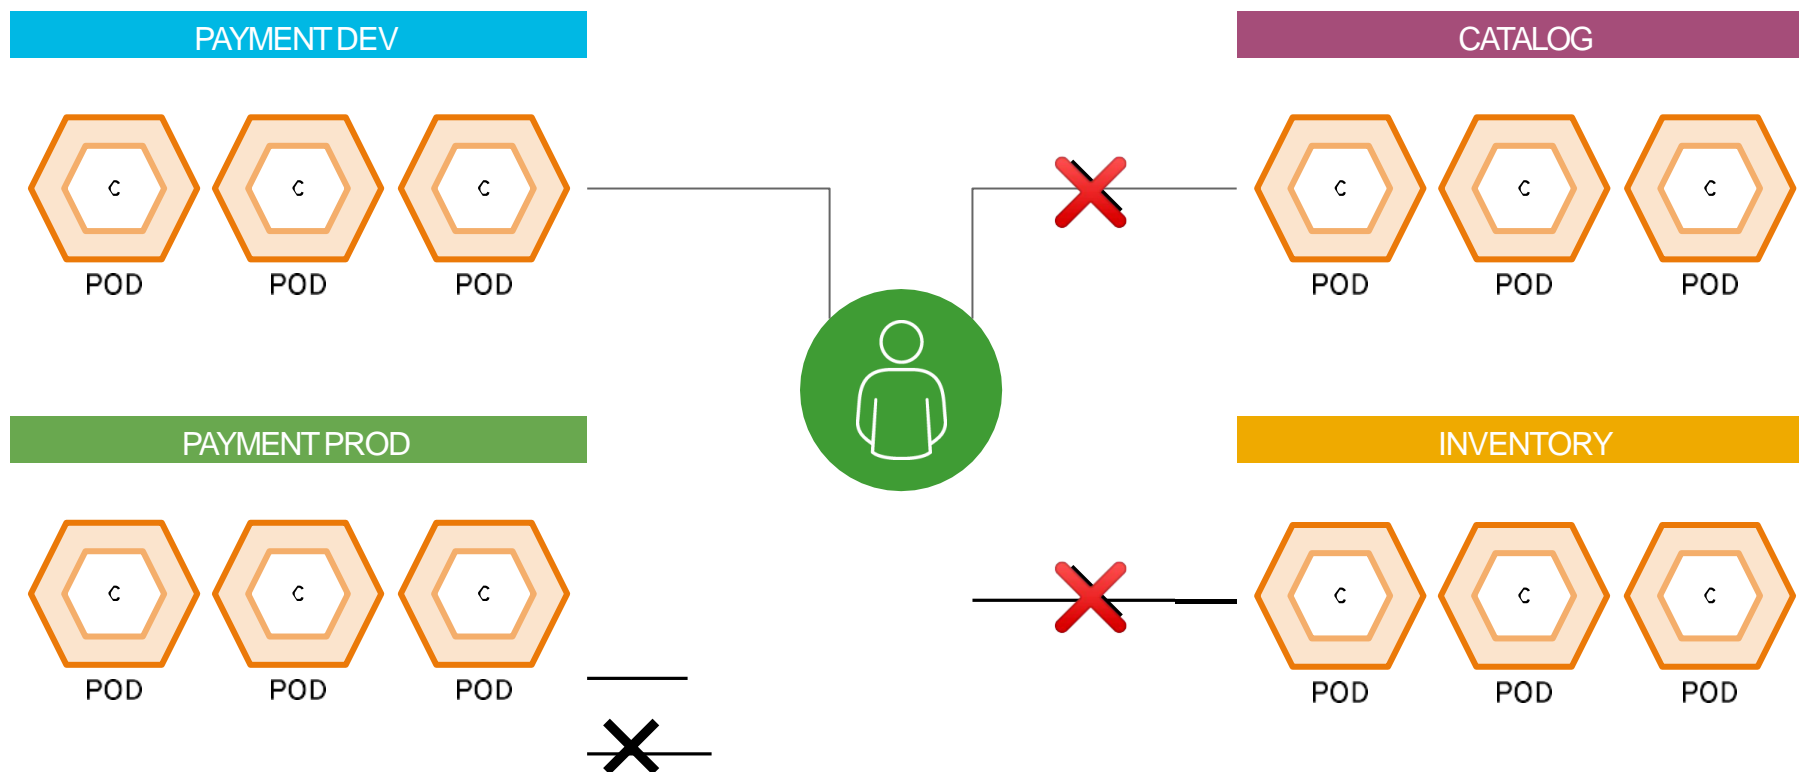 PAYMENT DEV
CATALOG
C C C C C C
POD POD POD POD POD POD
PAYMENT PROD
INVENTORY
C C C C C C
POD POD POD POD POD POD